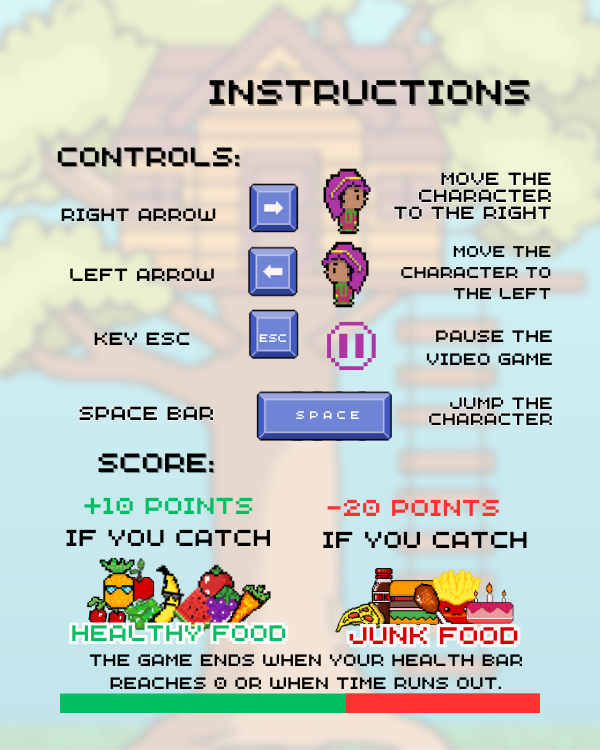 INSTRUCTIONS
CONTROLS:
RIGHT ARROW
MOVE THE
CHARACTER
TO THE RIGHT
LEFT ARROW
MOVE THE
CHARACTER TO
THE LEFT
KEY ESC
ESC
PAUSE THE
VIDEO GAME
SPACE BAR
SPACE
JUMP THE
CHARACTER
SCORE:
+10 POINTS
IF YOU CATCH
HEALTHY FOOD
-20 POINTS
IF YOU CATCH
JUNK FOOD
THE GAME ENDS WHEN YOUR HEALTH BAR
REACHES 0 OR WHEN TIME RUNS OUT.